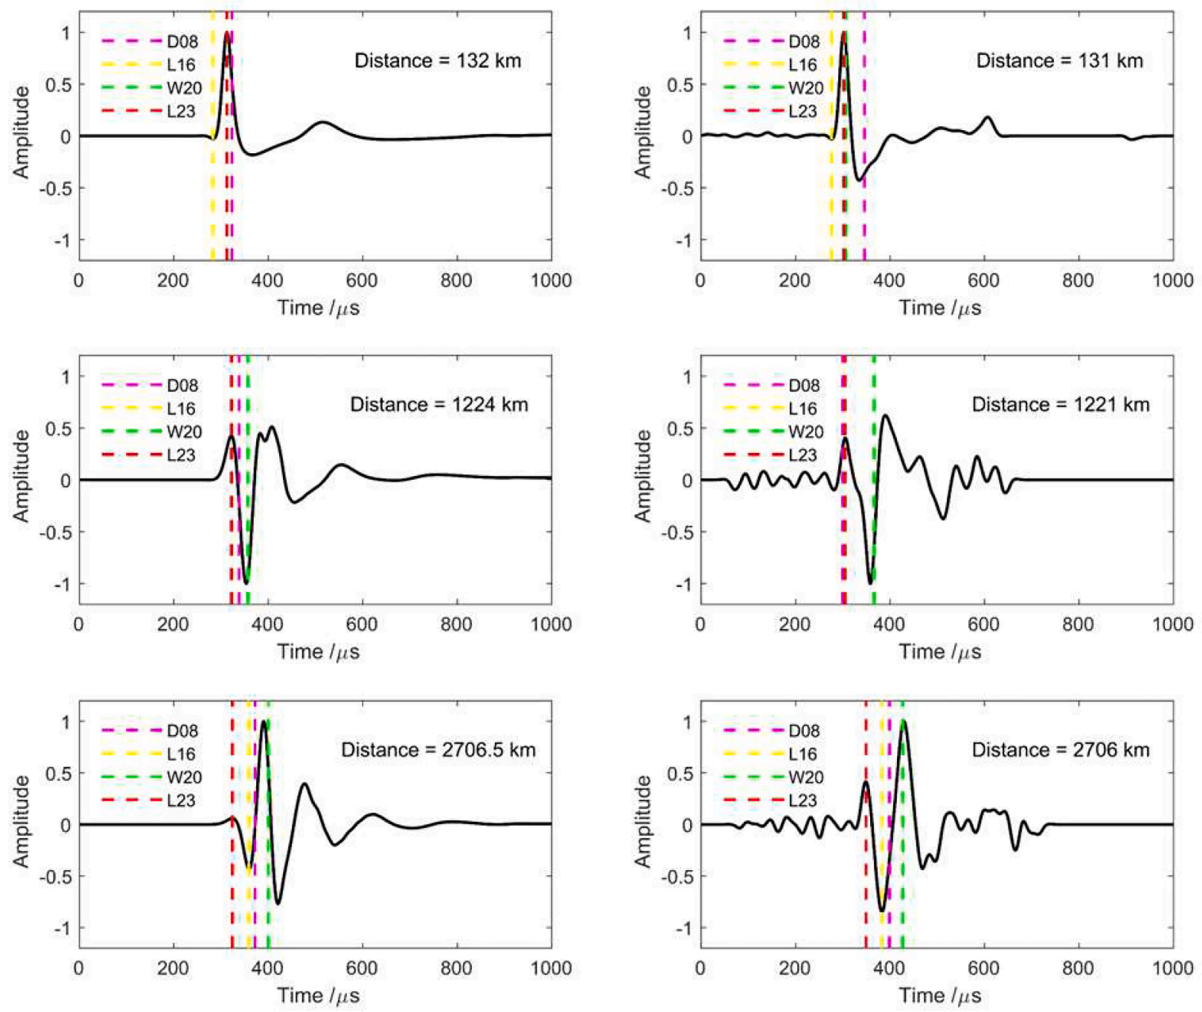 1
0.5
0
-0.5
-1
Amplitude
D08
L16
W20
L23
Distance = 132 km
0 200 400 600 800 1000
Time /μs
1
0.5
0
-0.5
-1
Amplitude
D08
L16
W20
L23
Distance = 131 km
0 200 400 600 800 1000
Time /μs
1
0.5
0
-0.5
-1
Amplitude
D08
L16
W20
L23
Distance = 1224 km
0 200 400 600 800 1000
Time /μs
1
0.5
0
-0.5
-1
Amplitude
D08
L16
W20
L23
Distance = 1221 km
0 200 400 600 800 1000
Time /μs
1
0.5
0
-0.5
-1
Amplitude
D08
L16
W20
L23
Distance = 2706.5 km
0 200 400 600 800 1000
Time /μs
1
0.5
0
-0.5
-1
Amplitude
D08
L16
W20
L23
Distance = 2706 km
0 200 400 600 800 1000
Time /μs